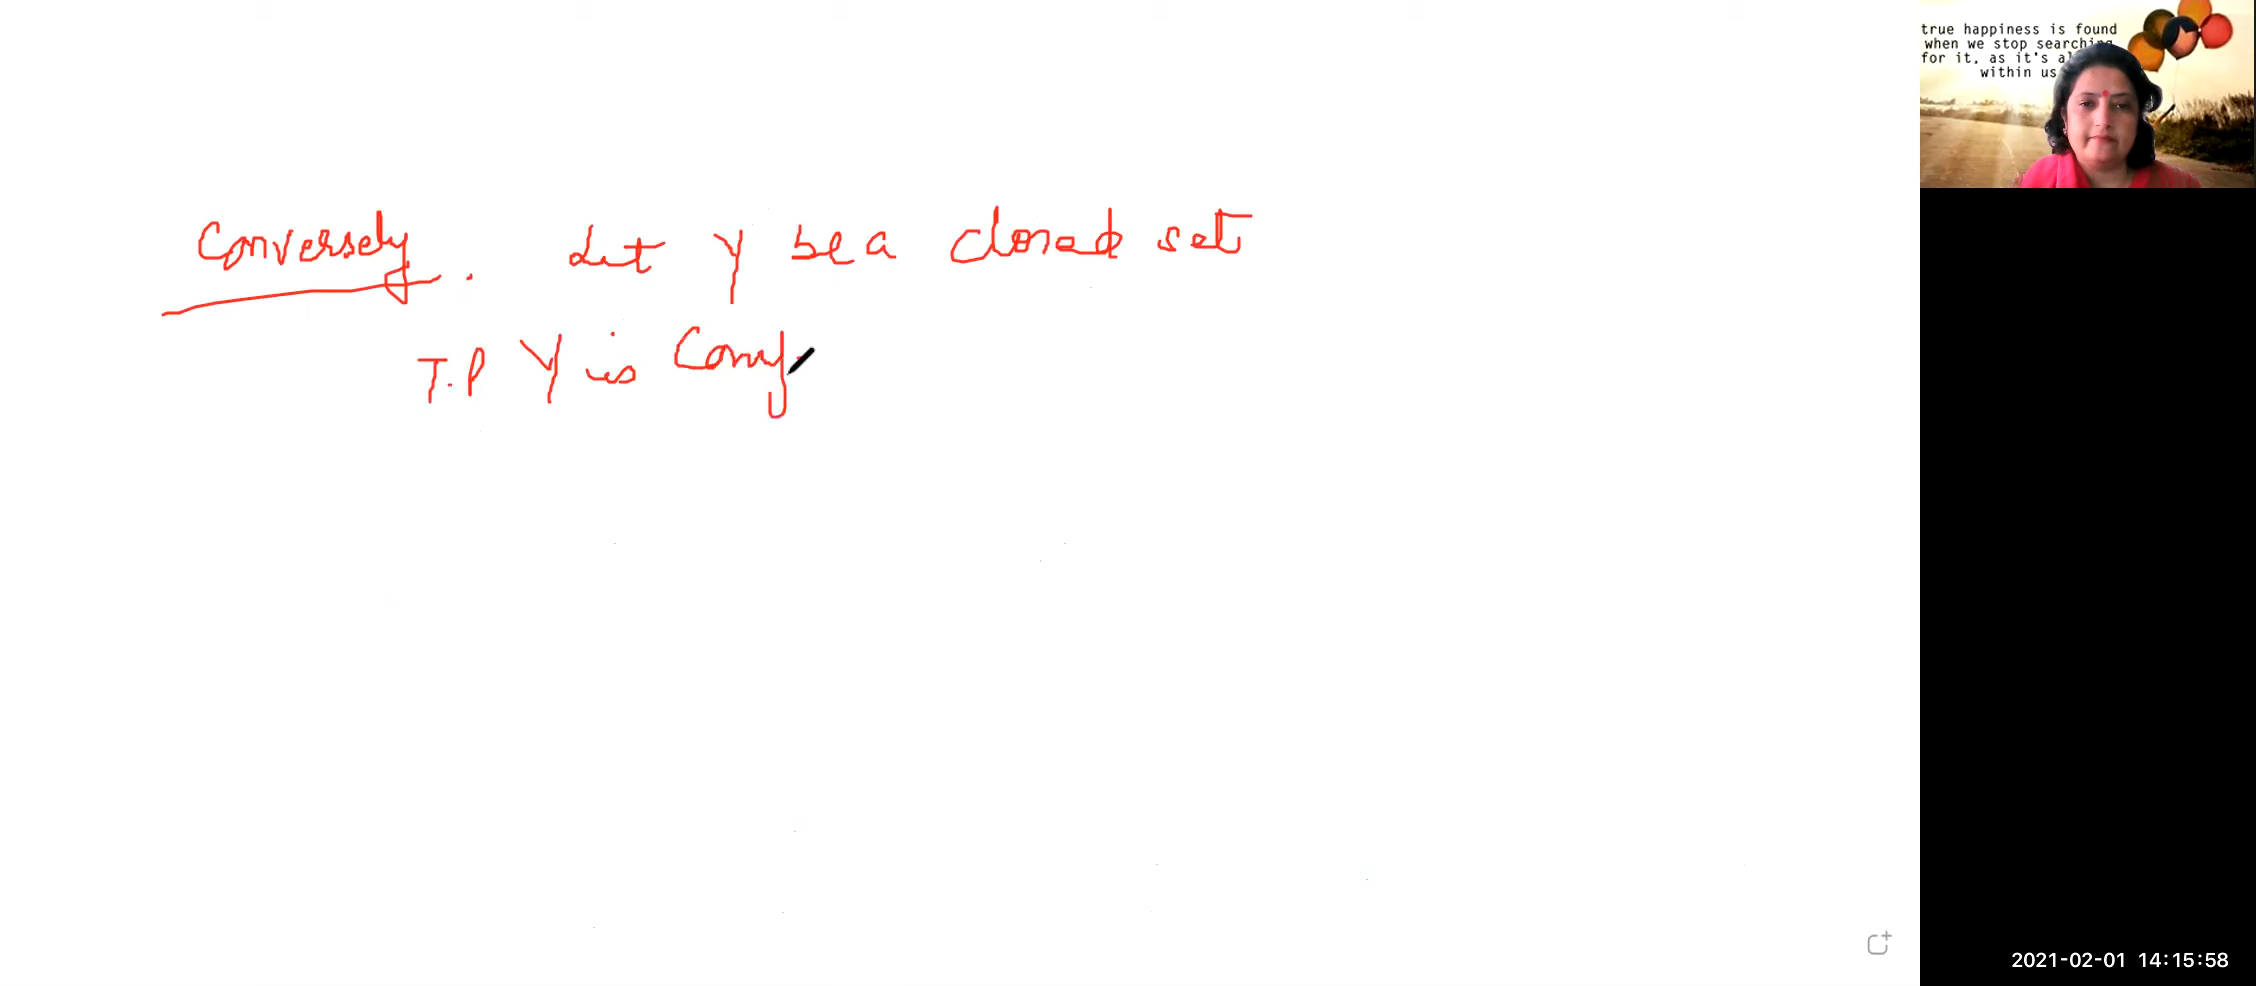 true happiness is found
when we stop searching
for it, as it's
within us
Conversely. Let Y be a closed set
T.P Y is Comp
2021-02-01 14:15:58